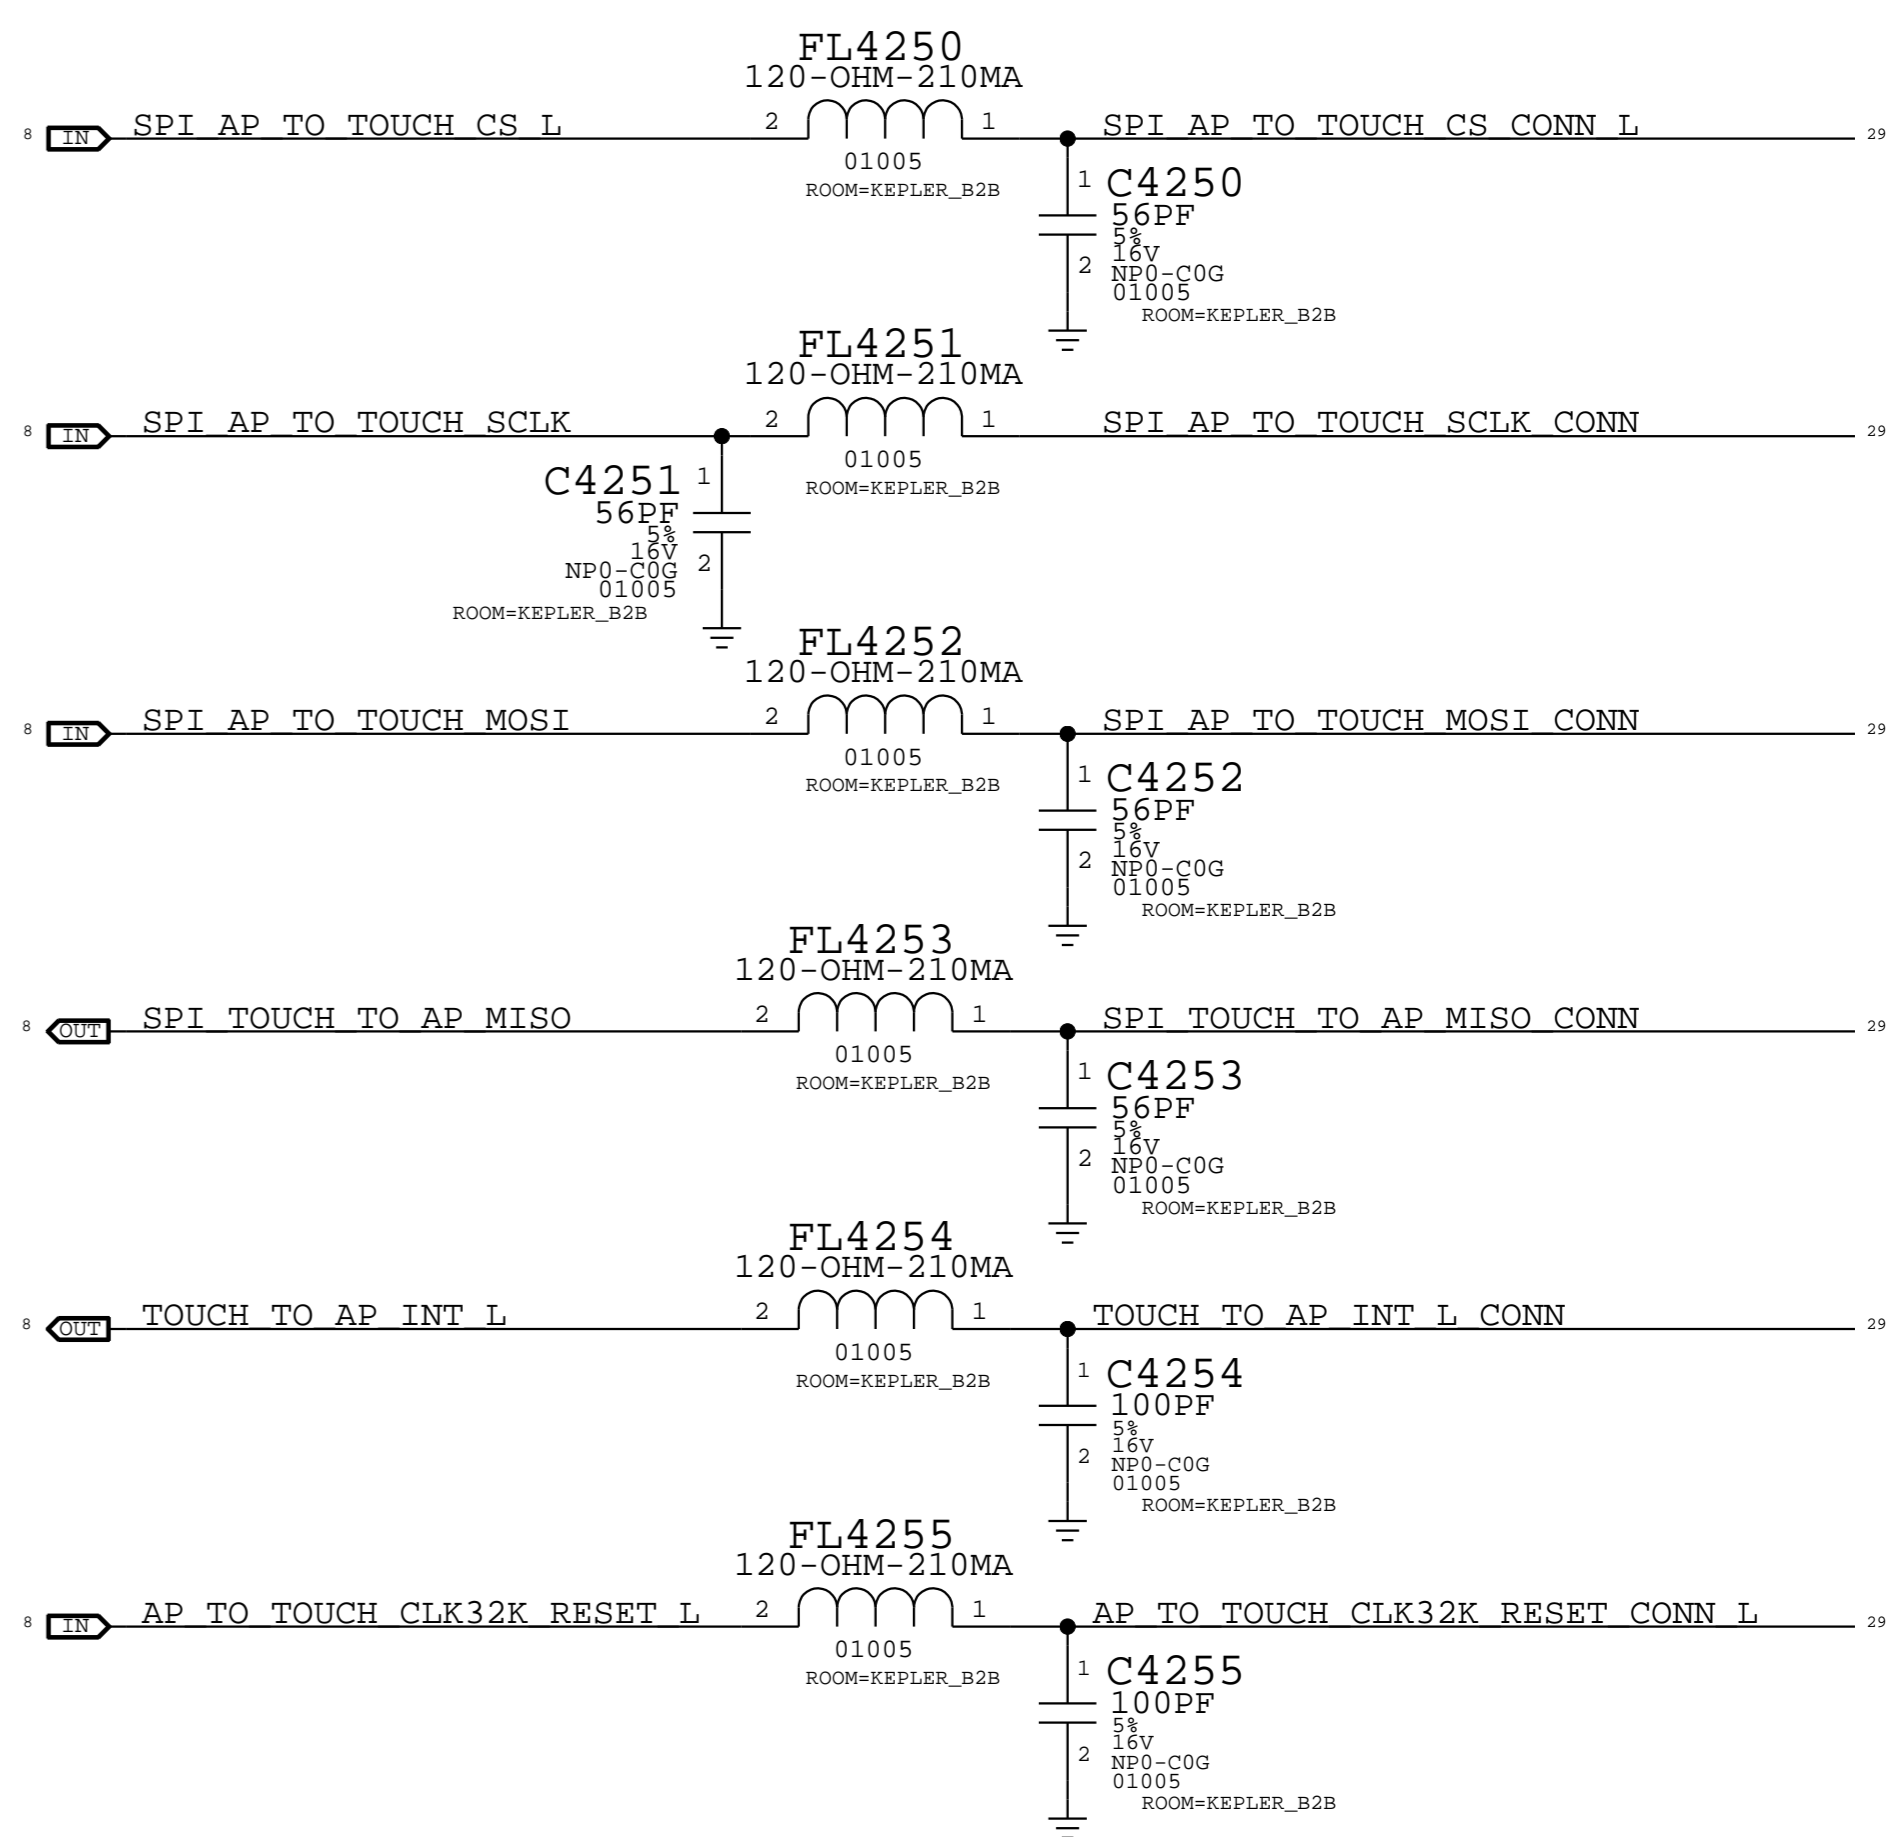 FL4250
120-OHM-210MA
8 IN SPI_AP_TO_TOUCH_CS_L 2 1 SPI_AP_TO_TOUCH_CS_CONN_L 29
01005
ROOM=KEPLER_B2B
1 C4250
56PF
5%
16V
2 NP0-C0G
01005
ROOM=KEPLER_B2B
FL4251
120-OHM-210MA
8 IN SPI_AP_TO_TOUCH_SCLK 2 1 SPI_AP_TO_TOUCH_SCLK_CONN 29
01005
ROOM=KEPLER_B2B
C4251 1
56PF
5%
16V
NP0-C0G 2
01005
ROOM=KEPLER_B2B
FL4252
120-OHM-210MA
8 IN SPI_AP_TO_TOUCH_MOSI 2 1 SPI_AP_TO_TOUCH_MOSI_CONN 29
01005
ROOM=KEPLER_B2B
1 C4252
56PF
5%
16V
2 NP0-C0G
01005
ROOM=KEPLER_B2B
FL4253
120-OHM-210MA
8 OUT SPI_TOUCH_TO_AP_MISO 2 1 SPI_TOUCH_TO_AP_MISO_CONN 29
01005
ROOM=KEPLER_B2B
1 C4253
56PF
5%
16V
2 NP0-C0G
01005
ROOM=KEPLER_B2B
FL4254
120-OHM-210MA
8 OUT TOUCH_TO_AP_INT_L 2 1 TOUCH_TO_AP_INT_L_CONN 29
01005
ROOM=KEPLER_B2B
1 C4254
100PF
5%
16V
2 NP0-C0G
01005
ROOM=KEPLER_B2B
FL4255
120-OHM-210MA
8 IN AP_TO_TOUCH_CLK32K_RESET_L 2 1 AP_TO_TOUCH_CLK32K_RESET_CONN_L 29
01005
ROOM=KEPLER_B2B
1 C4255
100PF
5%
16V
2 NP0-C0G
01005
ROOM=KEPLER_B2B